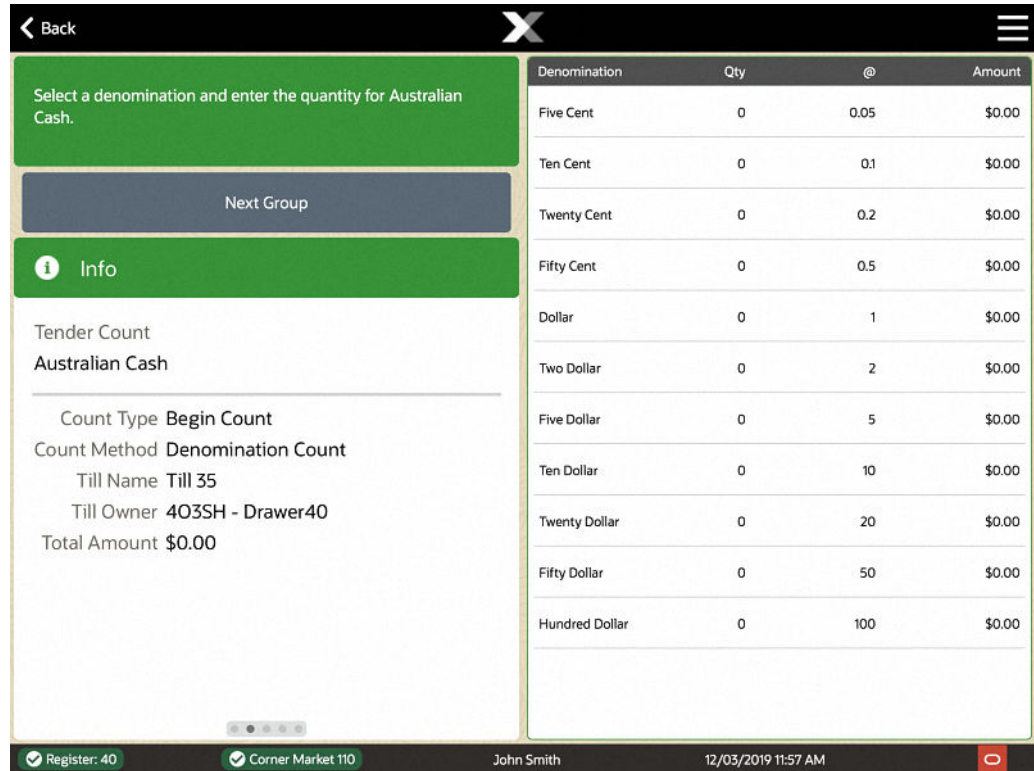 Back
Select a denomination and enter the quantity for Australian
Cash.
Next Group
Info
Tender Count
Australian Cash
Count Type Begin Count
Count Method Denomination Count
Till Name Till 35
Till Owner 403SH - Drawer40
Total Amount $0.00
Denomination Qty @ Amount
Five Cent 0 0.05 $0.00
Ten Cent 0 0.1 $0.00
Twenty Cent 0 0.2 $0.00
Fifty Cent 0 0.5 $0.00
Dollar 0 1 $0.00
Two Dollar 0 2 $0.00
Five Dollar 0 5 $0.00
Ten Dollar 0 10 $0.00
Twenty Dollar 0 20 $0.00
Fifty Dollar 0 50 $0.00
Hundred Dollar 0 100 $0.00
Register: 40 Corner Market 110 John Smith 12/03/2019 11:57 AM